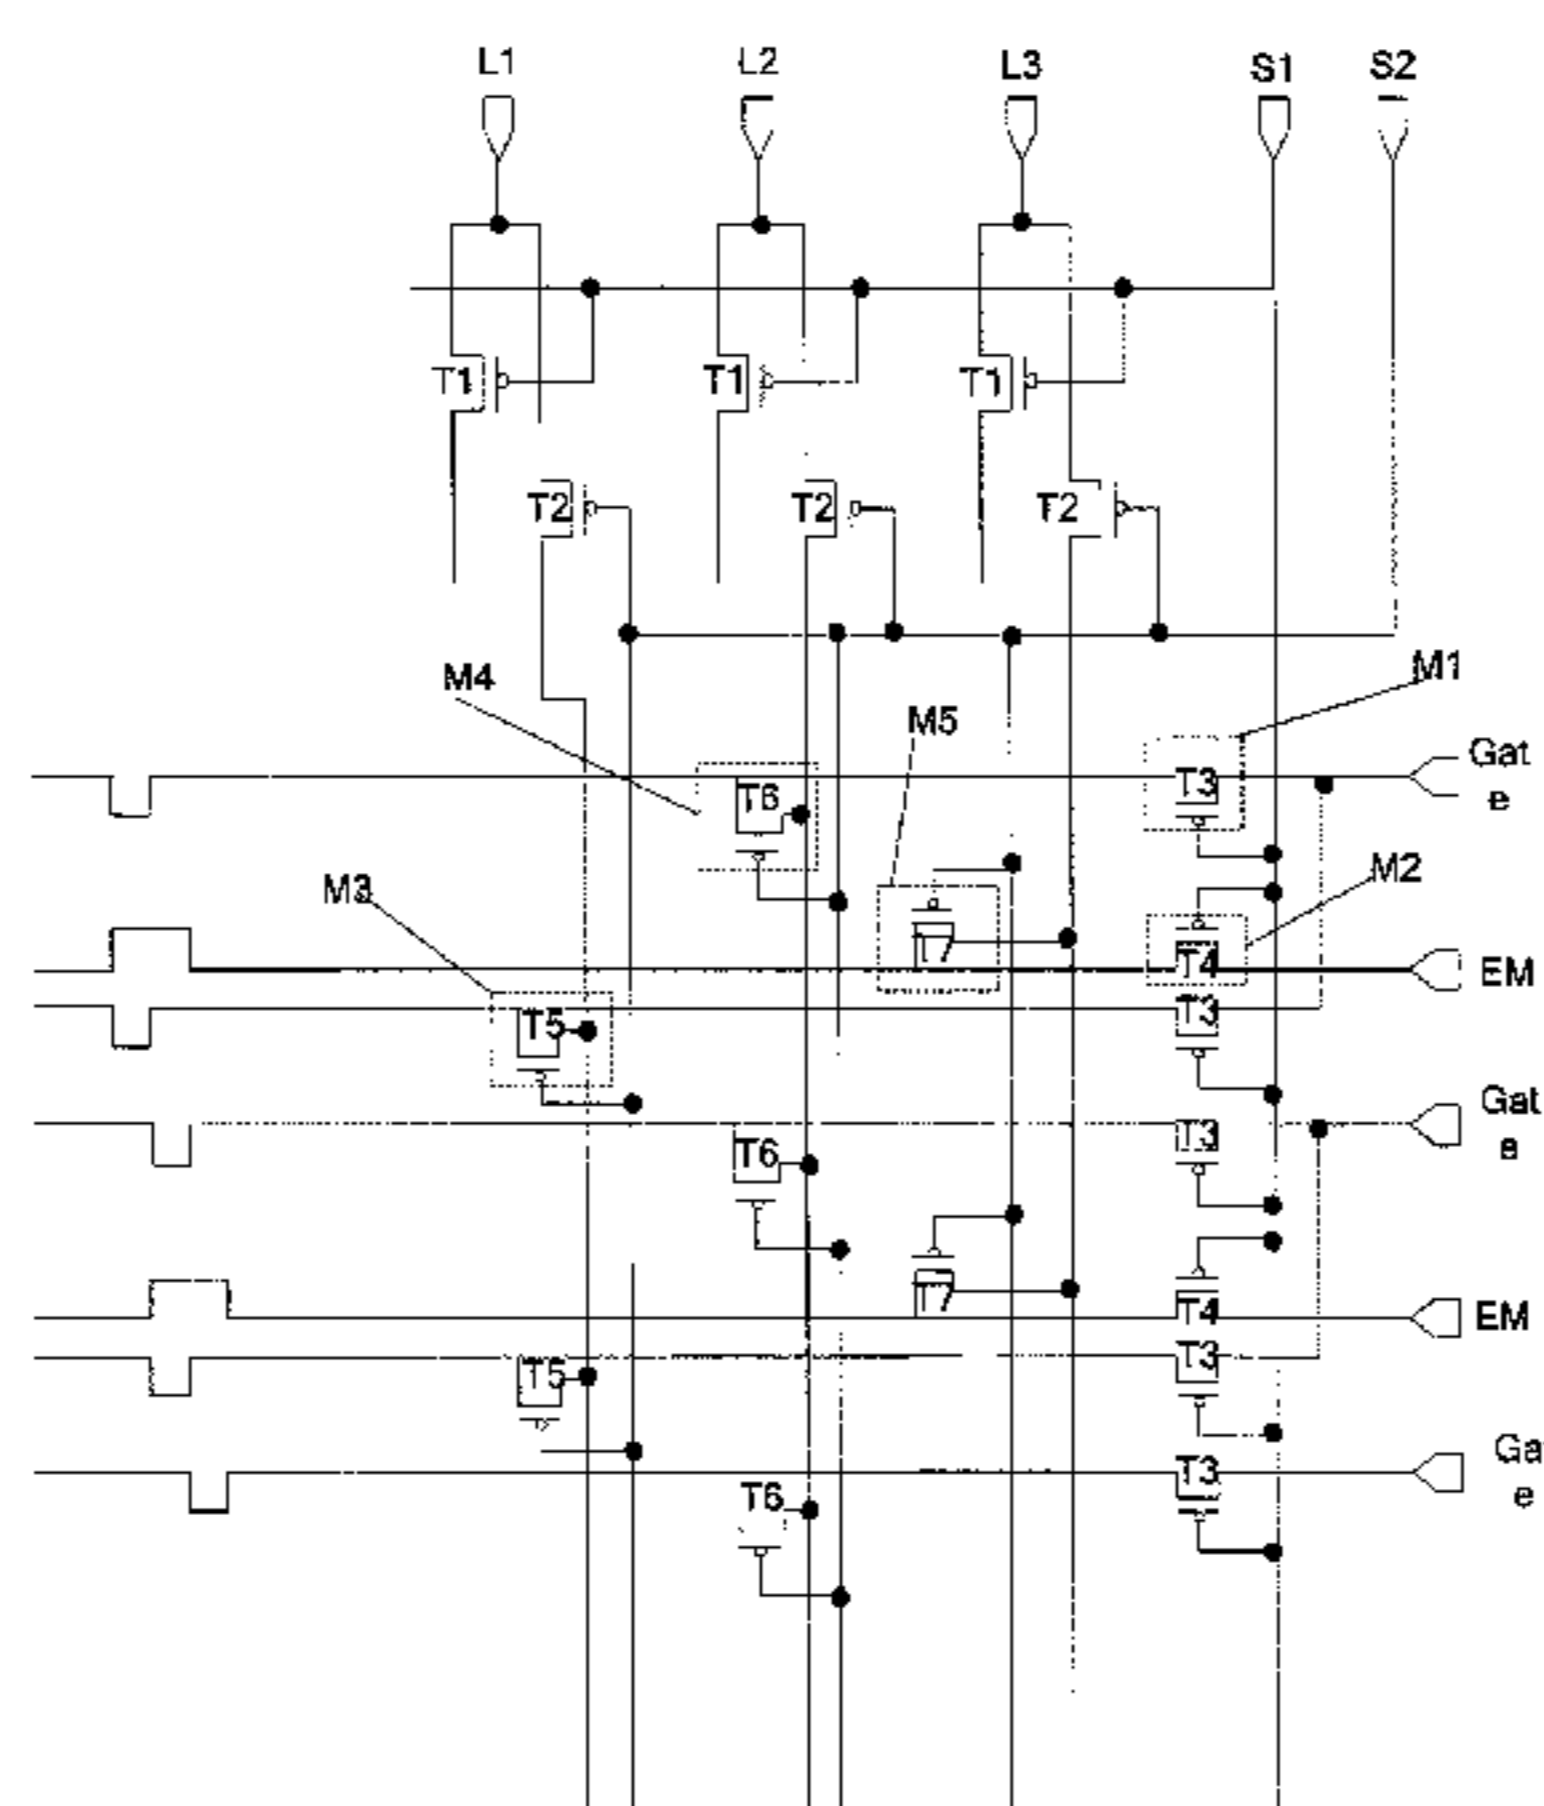 L1 L2 L3 S1 S2
T1 T1 T1
T2 T2 T2
M4 M1
M5
Gat
e
T6 T3
M3 M2
T7 T4 EM
T5 T3
Gat
e
T6 T3
T7 T4 EM
T5 T3
Ga
e
T6 T3